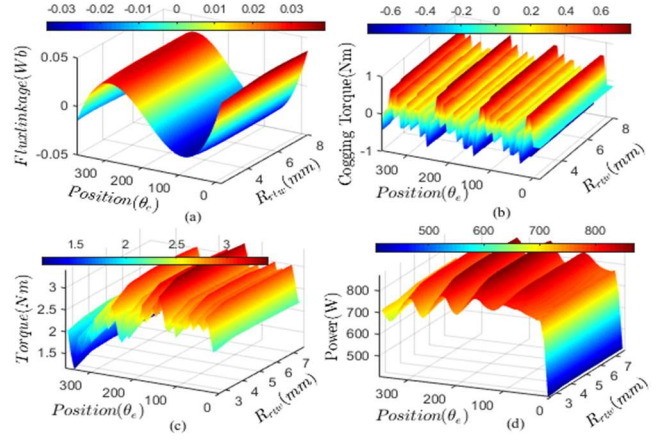 -0.03 -0.02 -0.01 0 0.01 0.02 0.03
0.05
0
-0.05
Fluxlinkage(Wb)
300 200 100 0
Position(θe)
4 6 8
Rrtw(mm)
(a)
-0.6 -0.4 -0.2 0 0.2 0.4 0.6
1
0
-1
Cogging Torque(Nm)
300 200 100 0
Position(θe)
4 6 8
Rrtw(mm)
(b)
1.5 2 2.5 3
3
2.5
2
1.5
Torque(Nm)
300 200 100 0
Position(θe)
3 4 5 6 7
Rrtw(mm)
(c)
500 600 700 800
800
700
600
500
Power(W)
300 200 100 0
Position(θe)
3 4 5 6 7
Rrtw(mm)
(d)